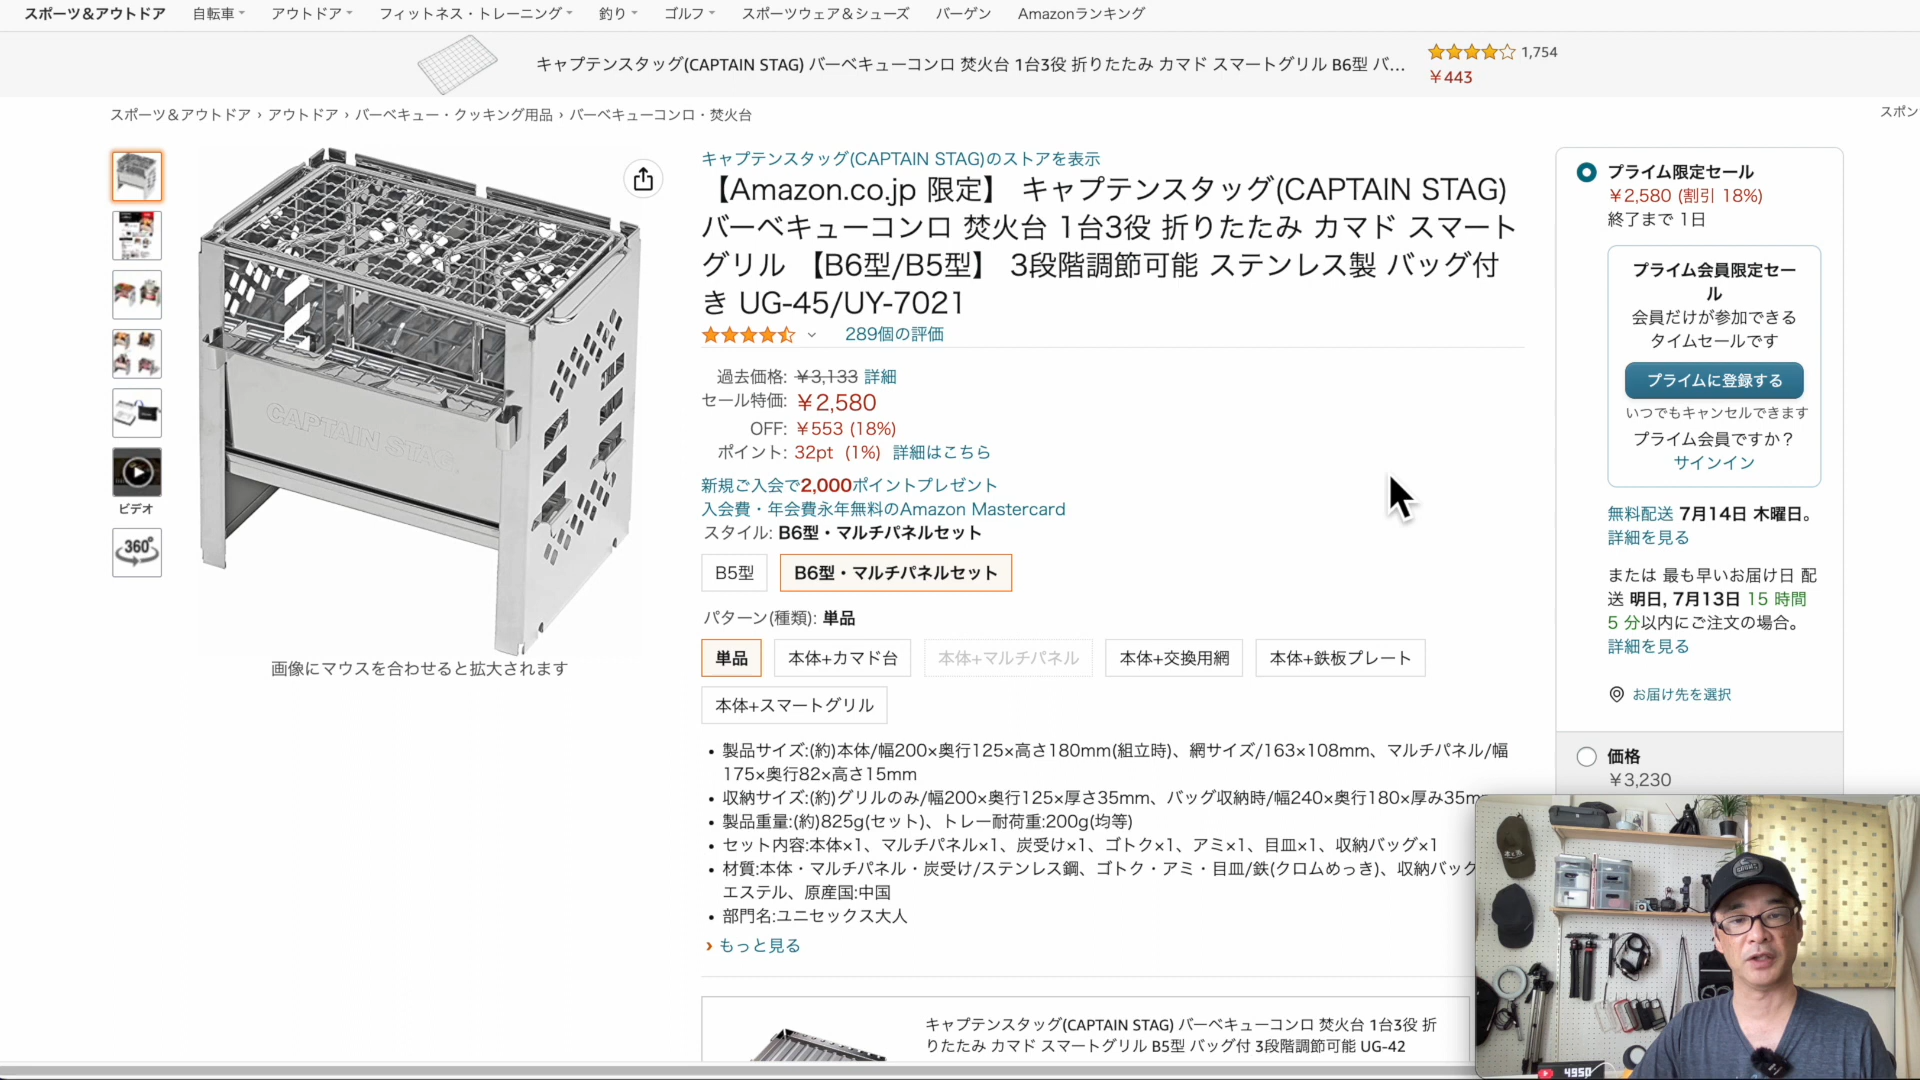 スポーツ＆アウトドア 自転車 アウトドア フィットネス・トレーニング 釣り ゴルフ スポーツウェア＆シューズ バーゲン Amazonランキング
キャプテンスタッグ(CAPTAIN STAG) バーベキューコンロ 焚火台 1台3役 折りたたみ カマド スマートグリル B6型 バ…
1,754
￥443
スポーツ＆アウトドア › アウトドア › バーベキュー・クッキング用品 › バーベキューコンロ・焚火台
スポン
キャプテンスタッグ(CAPTAIN STAG)のストアを表示
【Amazon.co.jp 限定】 キャプテンスタッグ(CAPTAIN STAG)
バーベキューコンロ 焚火台 1台3役 折りたたみ カマド スマート
グリル 【B6型/B5型】 3段階調節可能 ステンレス製 バッグ付
き UG-45/UY-7021
289個の評価
過去価格: ￥3,133 詳細
セール特価: ￥2,580
OFF: ￥553 (18%)
ポイント: 32pt (1%) 詳細はこちら
新規ご入会で2,000ポイントプレゼント
入会費・年会費永年無料のAmazon Mastercard
スタイル: B6型・マルチパネルセット
B5型
B6型・マルチパネルセット
パターン(種類): 単品
単品
本体+カマド台
本体+マルチパネル
本体+交換用網
本体+鉄板プレート
本体+スマートグリル
• 製品サイズ:(約)本体/幅200×奥行125×高さ180mm(組立時)、網サイズ/163×108mm、マルチパネル/幅
175×奥行82×高さ15mm
• 収納サイズ:(約)グリルのみ/幅200×奥行125×厚さ35mm、バッグ収納時/幅240×奥行180×厚み35m
• 製品重量:(約)825g(セット)、トレー耐荷重:200g(均等)
• セット内容:本体×1、マルチパネル×1、炭受け×1、ゴトク×1、アミ×1、目皿×1、収納バッグ×1
• 材質:本体・マルチパネル・炭受け/ステンレス鋼、ゴトク・アミ・目皿/鉄(クロムめっき)、収納バック
エステル、原産国:中国
• 部門名:ユニセックス大人
› もっと見る
キャプテンスタッグ(CAPTAIN STAG) バーベキューコンロ 焚火台 1台3役 折
りたたみ カマド スマートグリル B5型 バッグ付 3段階調節可能 UG-42
CAPTAIN STAG
ビデオ
360°
画像にマウスを合わせると拡大されます
プライム限定セール
￥2,580 (割引 18%)
終了まで 1日
プライム会員限定セー
ル
会員だけが参加できる
タイムセールです
プライムに登録する
いつでもキャンセルできます
プライム会員ですか？
サインイン
無料配送 7月14日 木曜日。
詳細を見る
または 最も早いお届け日 配
送 明日, 7月13日 15 時間
5 分以内にご注文の場合。
詳細を見る
お届け先を選択
価格
￥3,230
4950